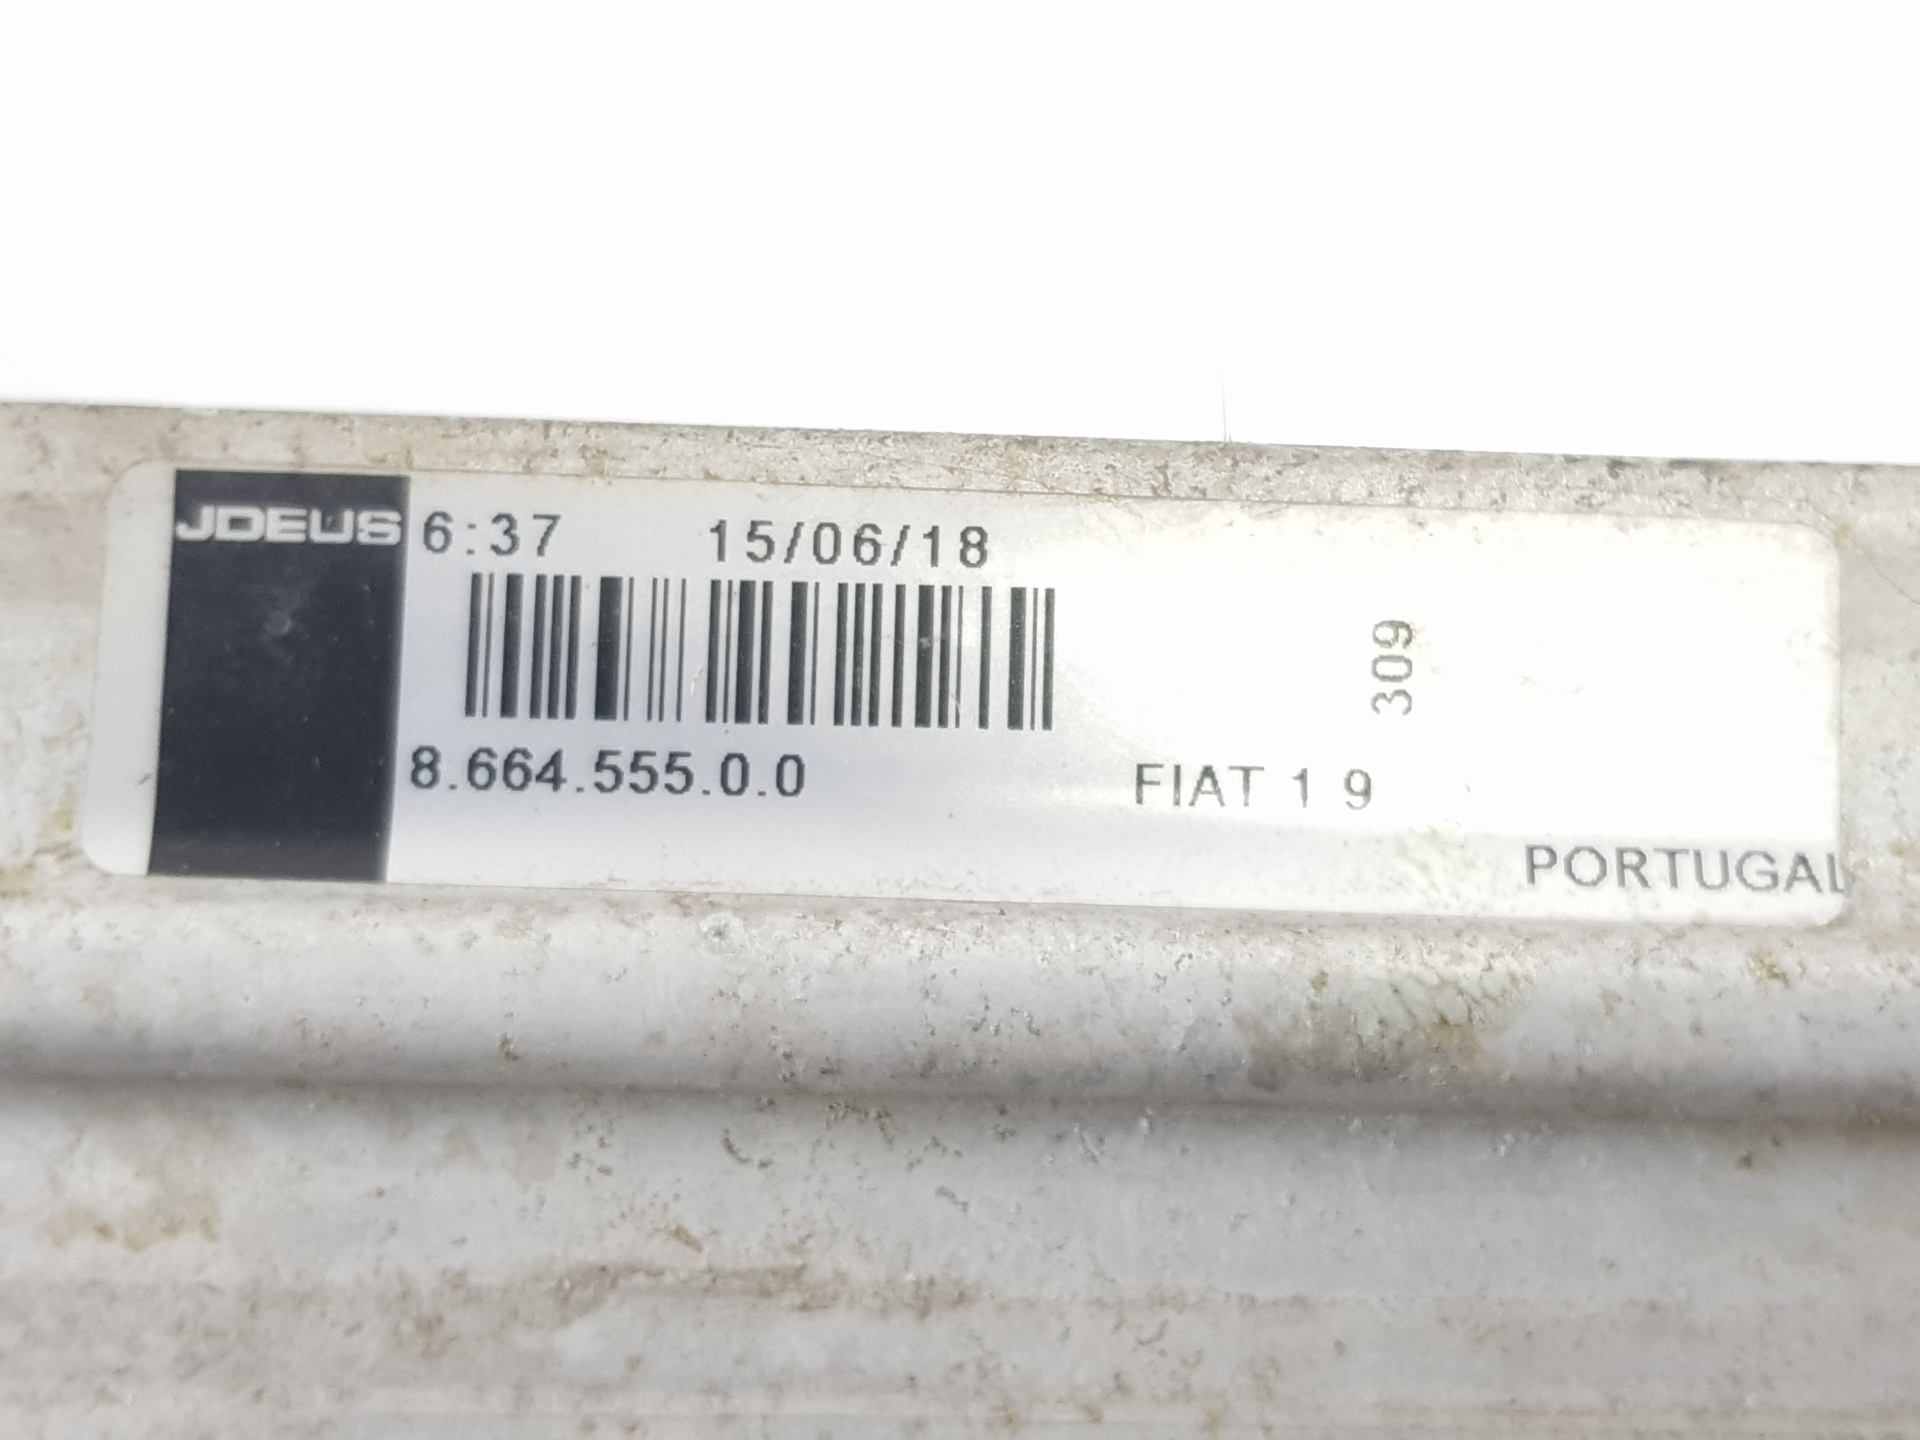 JDEUS 6:37 15/06/18
309
8.664.555.0.0 FIAT 1 9
PORTUGAL